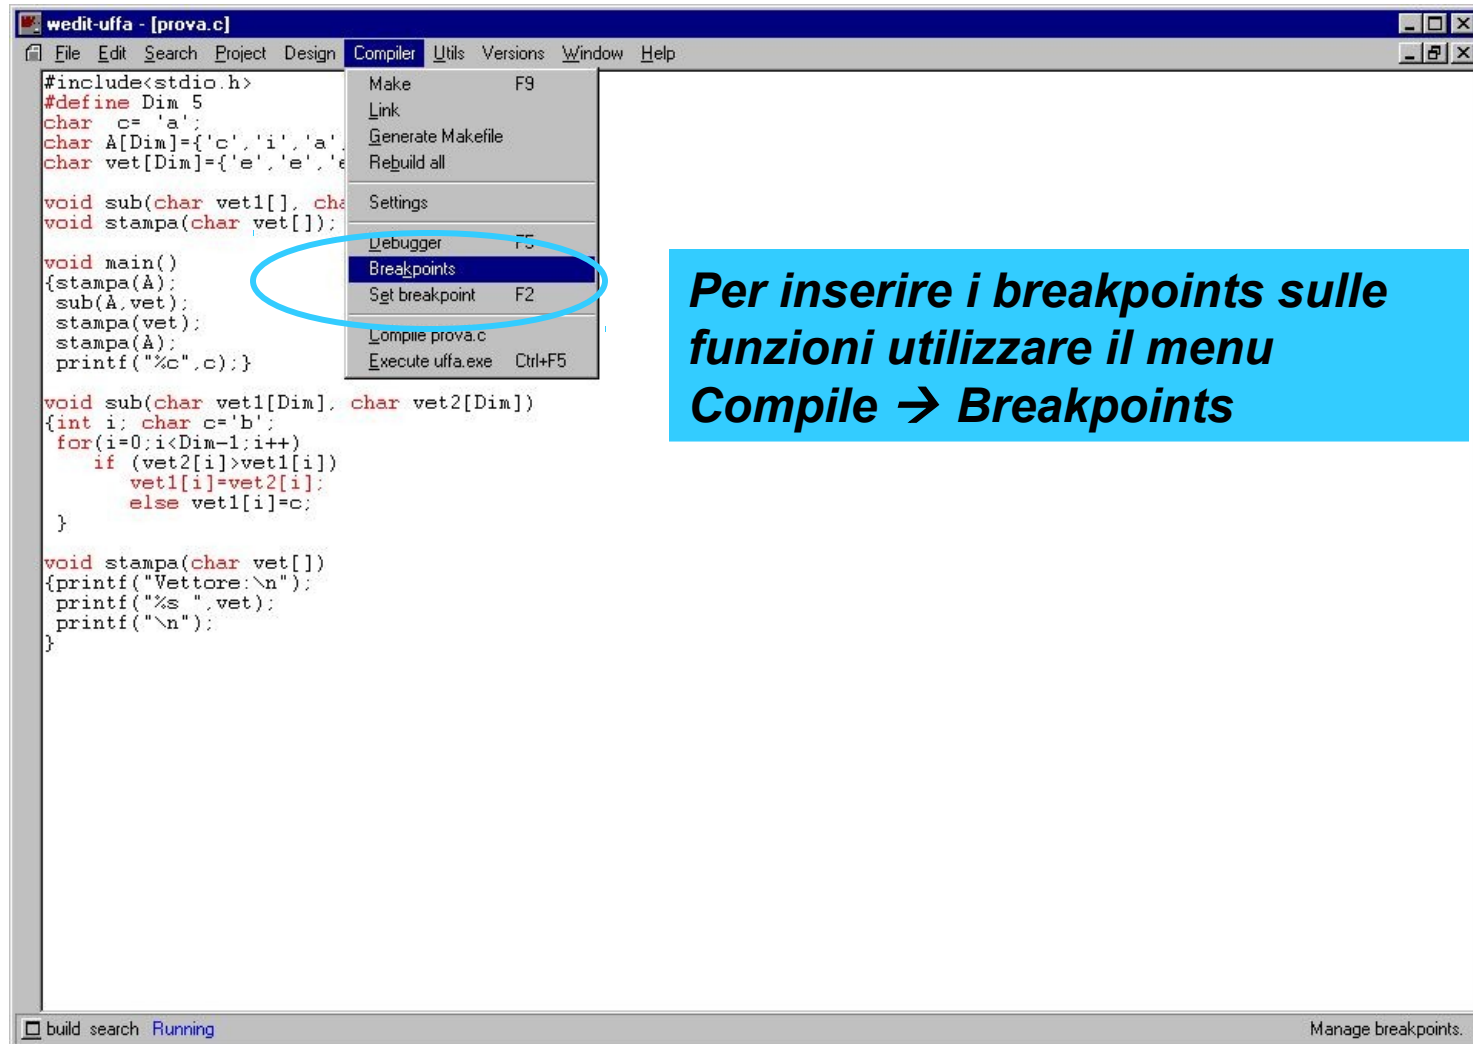 wedit-uffa - [prova.c]
File Edit Search Project Design Compiler Utils Versions Window Help
#include<stdio.h>
#define Dim 5
char  c= 'a';
char A[Dim]={'c','i','a',
char vet[Dim]={'e','e','e
void sub(char vet1[], cha
void stampa(char vet[]);
void main()
{stampa(A);
sub(A,vet);
stampa(vet);
stampa(A);
printf("%c",c);}
void sub(char vet1[Dim], char vet2[Dim])
{int i; char c='b';
for(i=0;i<Dim-1;i++)
if (vet2[i]>vet1[i])
vet1[i]=vet2[i];
else vet1[i]=c;
}
void stampa(char vet[])
{printf("Vettore:\n");
printf("%s ",vet);
printf("\n");
}
Make F9
Link
Generate Makefile
Rebuild all
Settings
Debugger F5
Breakpoints
Set breakpoint F2
Compile prova.c
Execute uffa.exe Ctrl+F5
Per inserire i breakpoints sulle
funzioni utilizzare il menu
Compile → Breakpoints
build search Running
Manage breakpoints.